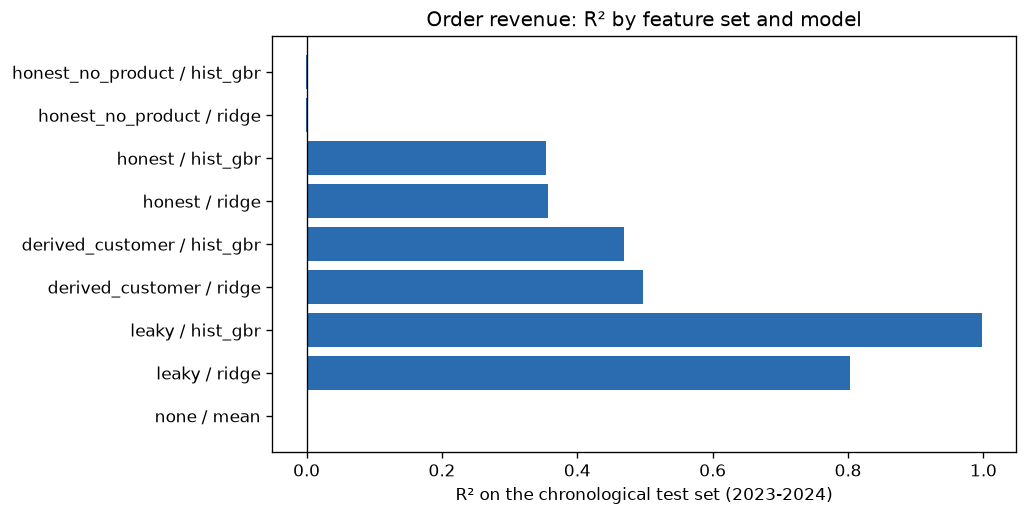 Order revenue: R² by feature set and model
honest_no_product / hist_gbr
honest_no_product / ridge
honest / hist_gbr
honest / ridge
derived_customer / hist_gbr
derived_customer / ridge
leaky / hist_gbr
leaky / ridge
none / mean
0.0 0.2 0.4 0.6 0.8 1.0
R² on the chronological test set (2023-2024)